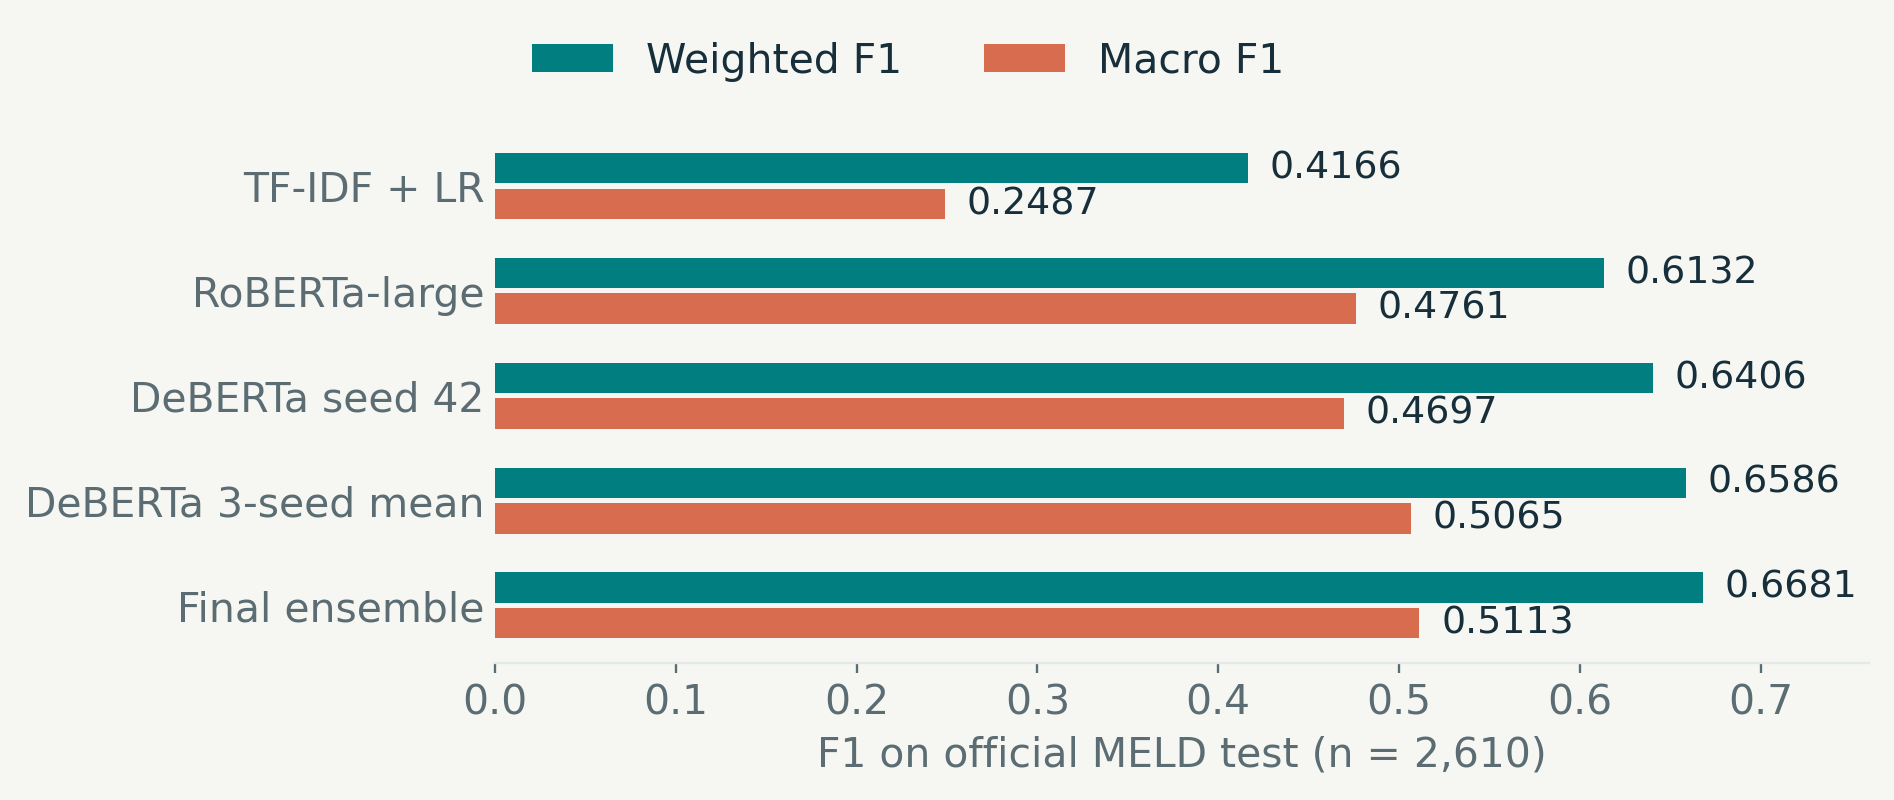 Weighted F1 Macro F1
TF-IDF + LR 0.4166
0.2487
RoBERTa-large 0.6132
0.4761
DeBERTa seed 42 0.6406
0.4697
DeBERTa 3-seed mean 0.6586
0.5065
Final ensemble 0.6681
0.5113
0.0 0.1 0.2 0.3 0.4 0.5 0.6 0.7
F1 on official MELD test (n = 2,610)